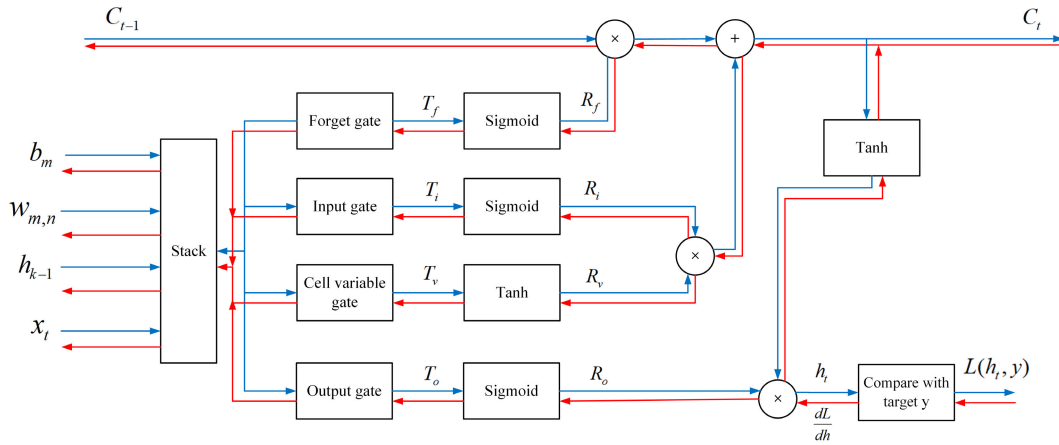 C_{t-1}
×
+
C_t
Forget gate
T_f
Sigmoid
R_f
Tanh
b_m
w_{m,n}
h_{k-1}
x_t
Stack
Input gate
T_i
Sigmoid
R_i
×
Cell variable
gate
T_v
Tanh
R_v
Output gate
T_o
Sigmoid
R_o
×
h_t
dL
dh
Compare with
target y
L(h_t, y)